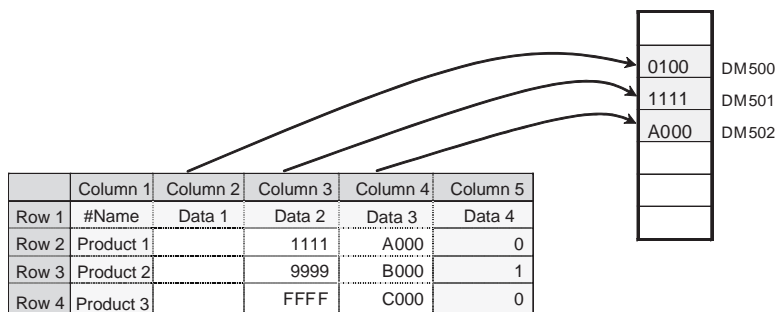 0100 DM500
1111 DM501
A000 DM502
Column 1 Column 2 Column 3 Column 4 Column 5
Row 1 #Name Data 1 Data 2 Data 3 Data 4
Row 2 Product 1 1111 A000 0
Row 3 Product 2 9999 B000 1
Row 4 Product 3 FFFF C000 0